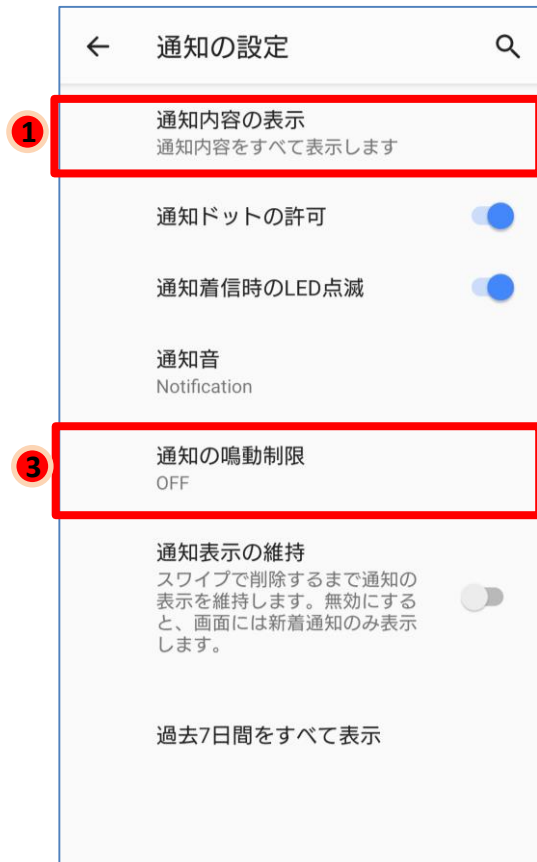 通知の設定
1
通知内容の表示
通知内容をすべて表示します
通知ドットの許可
通知着信時のLED点滅
通知音
Notification
3
通知の鳴動制限
OFF
通知表示の維持
スワイプで削除するまで通知の
表示を維持します。無効にする
と、画面には新着通知のみ表示
します。
過去7日間をすべて表示